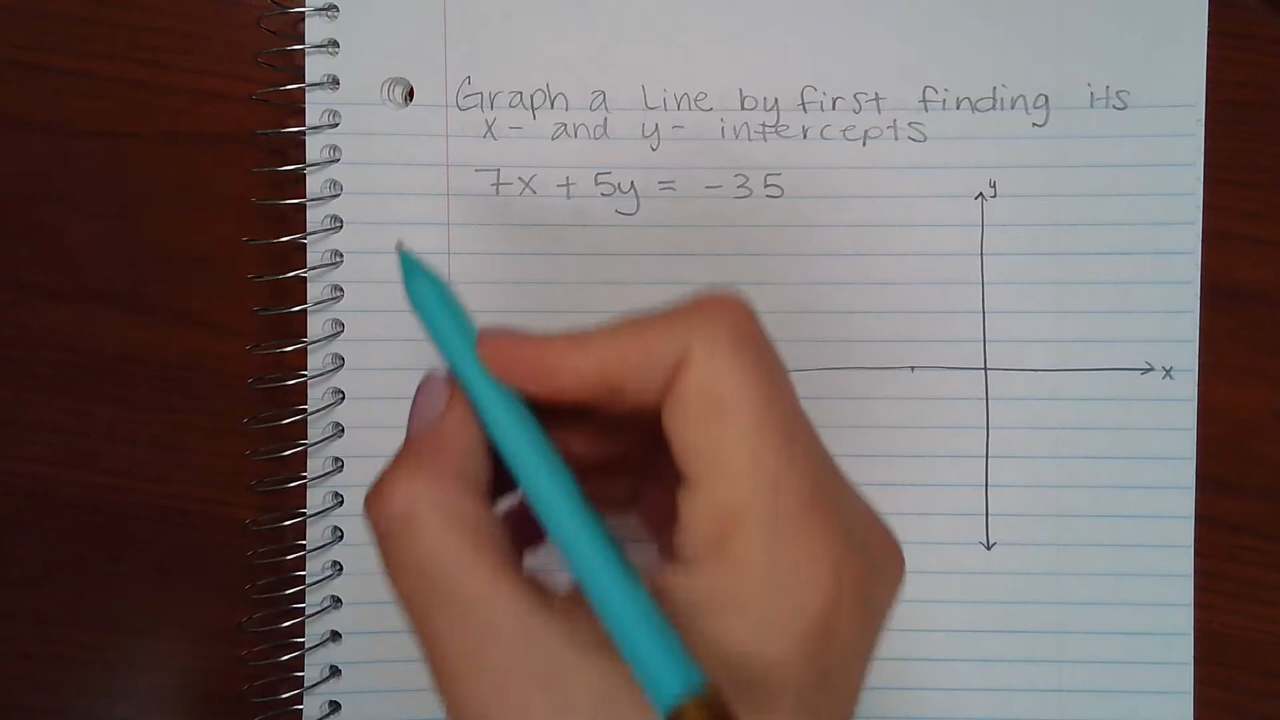 Graph a Line by first finding its
x- and y- intercepts
7x + 5y = -35
y
x